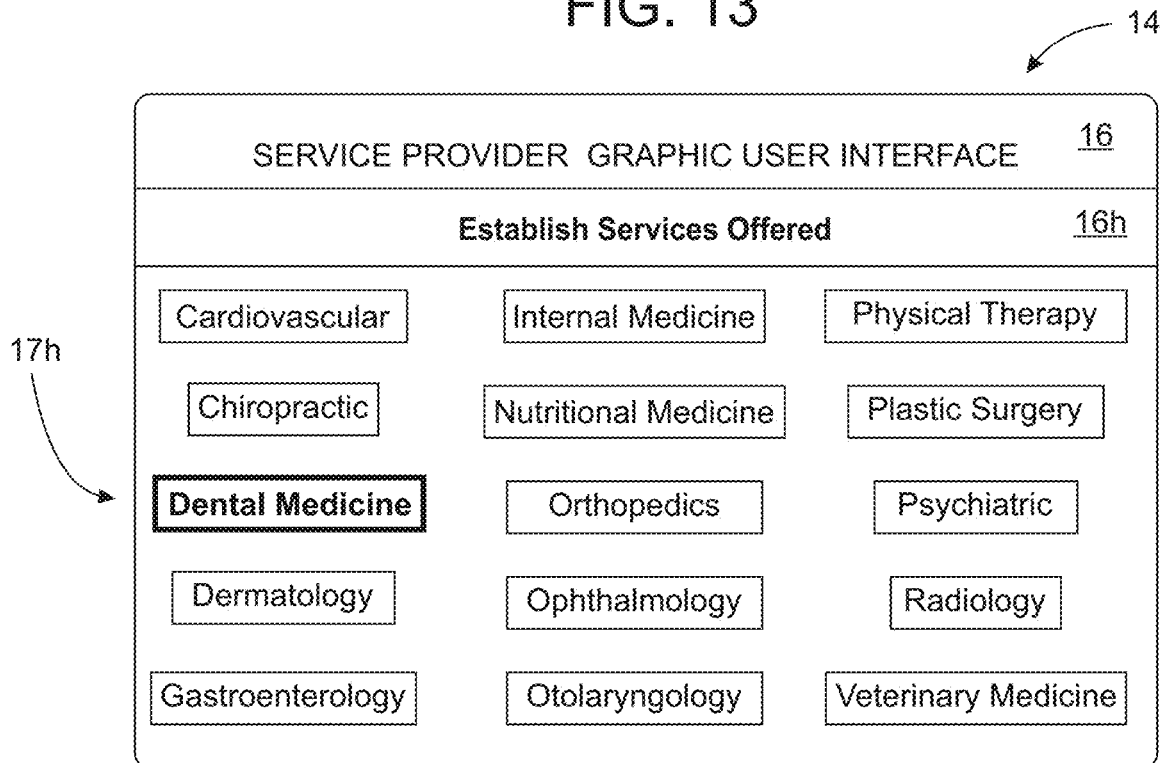 FIG. 13
14
SERVICE PROVIDER GRAPHIC USER INTERFACE 16
Establish Services Offered 16h
Cardiovascular Internal Medicine Physical Therapy
17h
Chiropractic Nutritional Medicine Plastic Surgery
Dental Medicine Orthopedics Psychiatric
Dermatology Ophthalmology Radiology
Gastroenterology Otolaryngology Veterinary Medicine